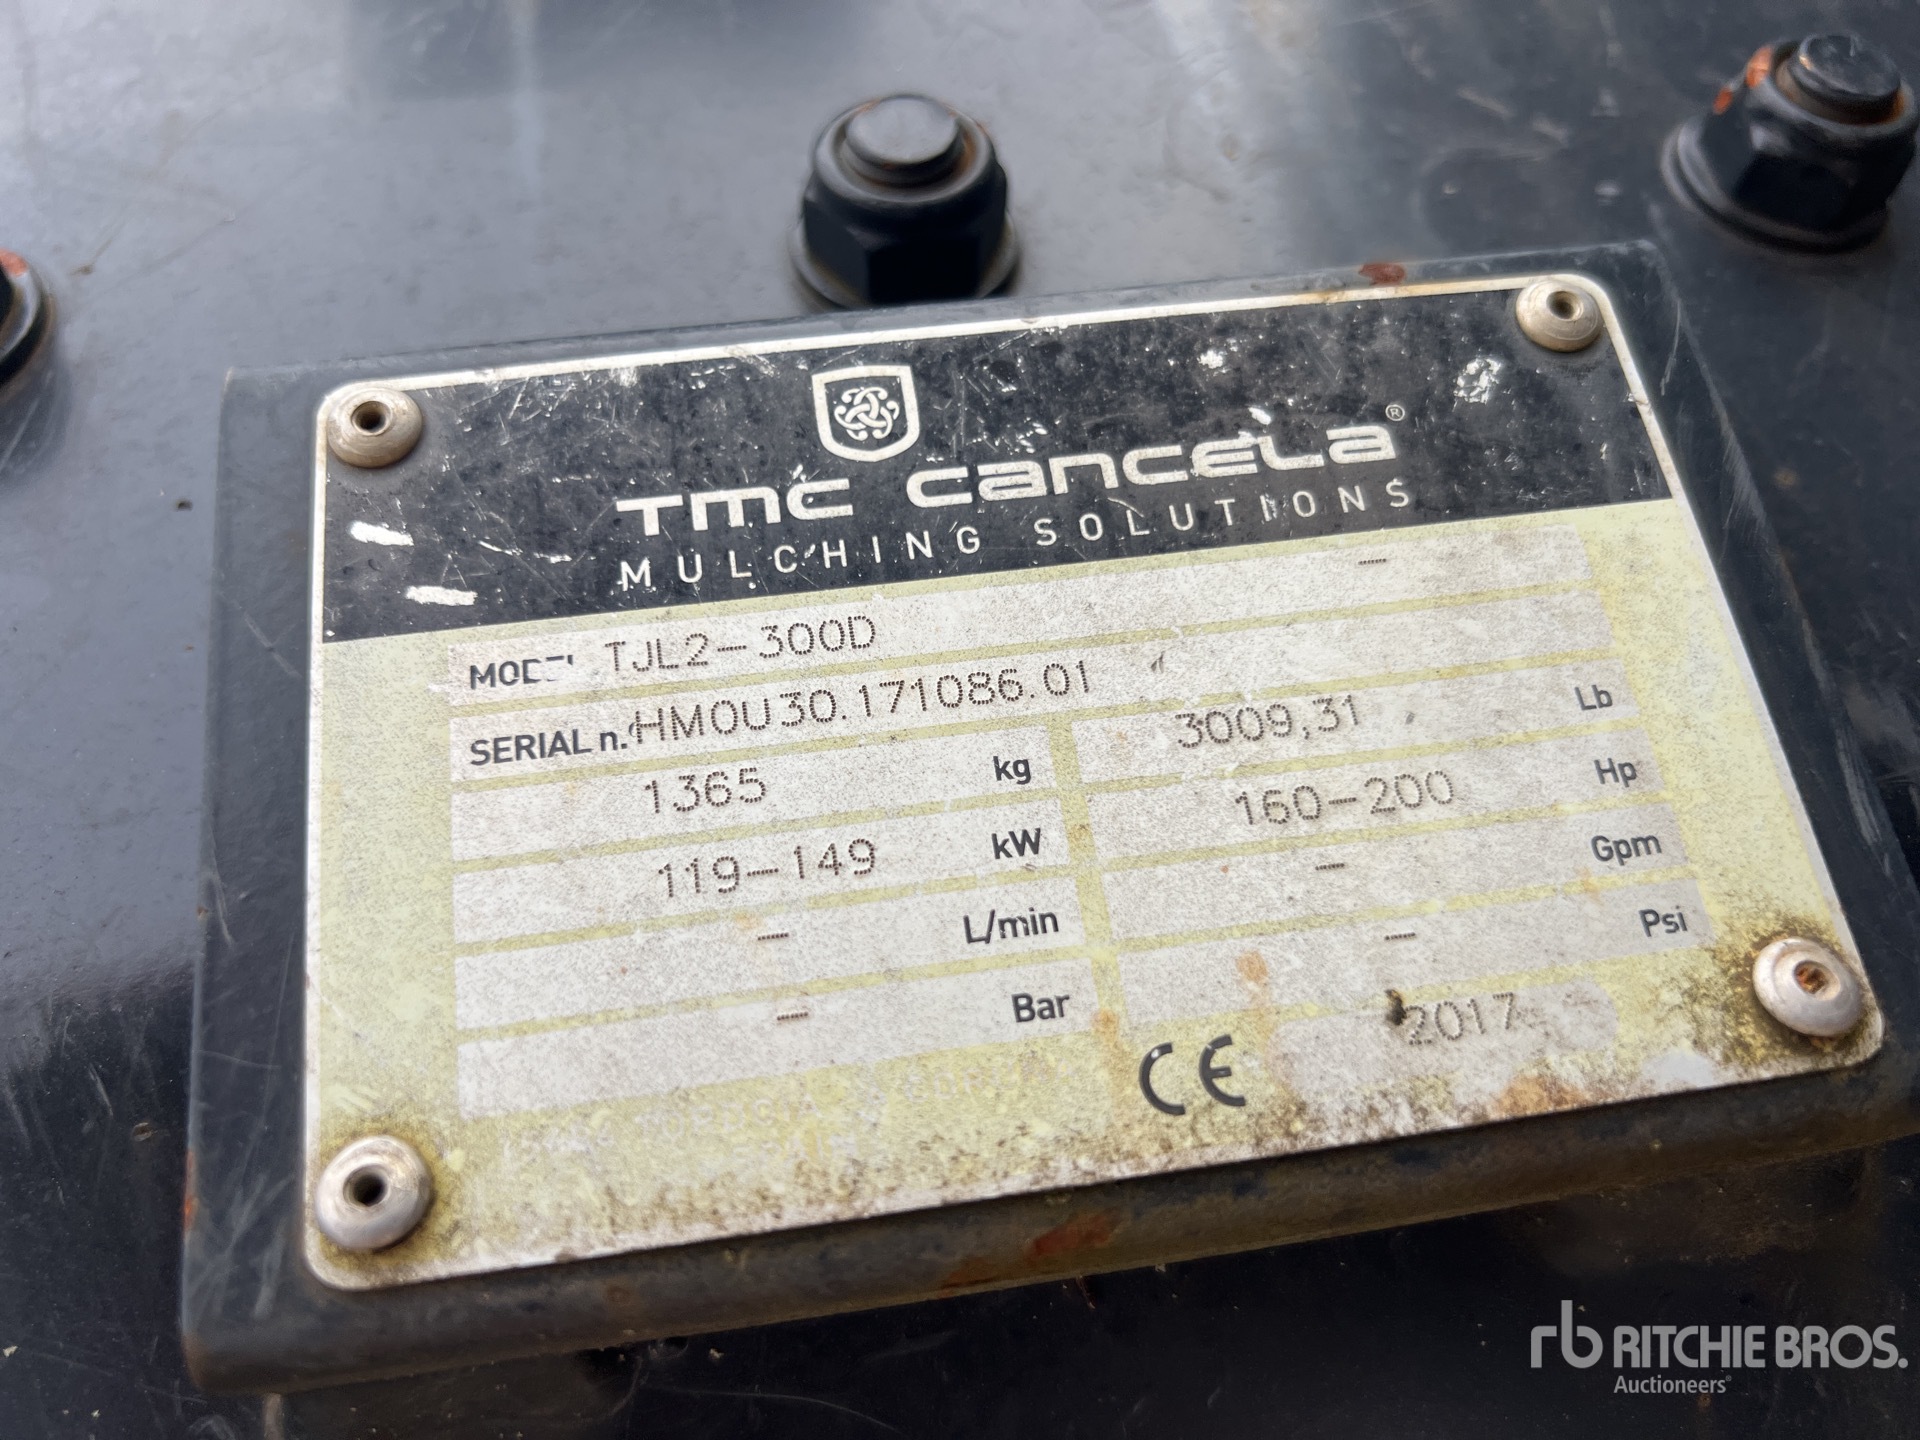 TMC CANCELA®
MULCHING SOLUTIONS
MODEL TJL2-300D -
SERIAL n. HM0U30.171086.01
1365 kg 3009,31 Lb
119-149 kW 160-200 Hp
- L/min - Gpm
- Bar - Psi
CE 2017
rb RITCHIE BROS.
Auctioneers®